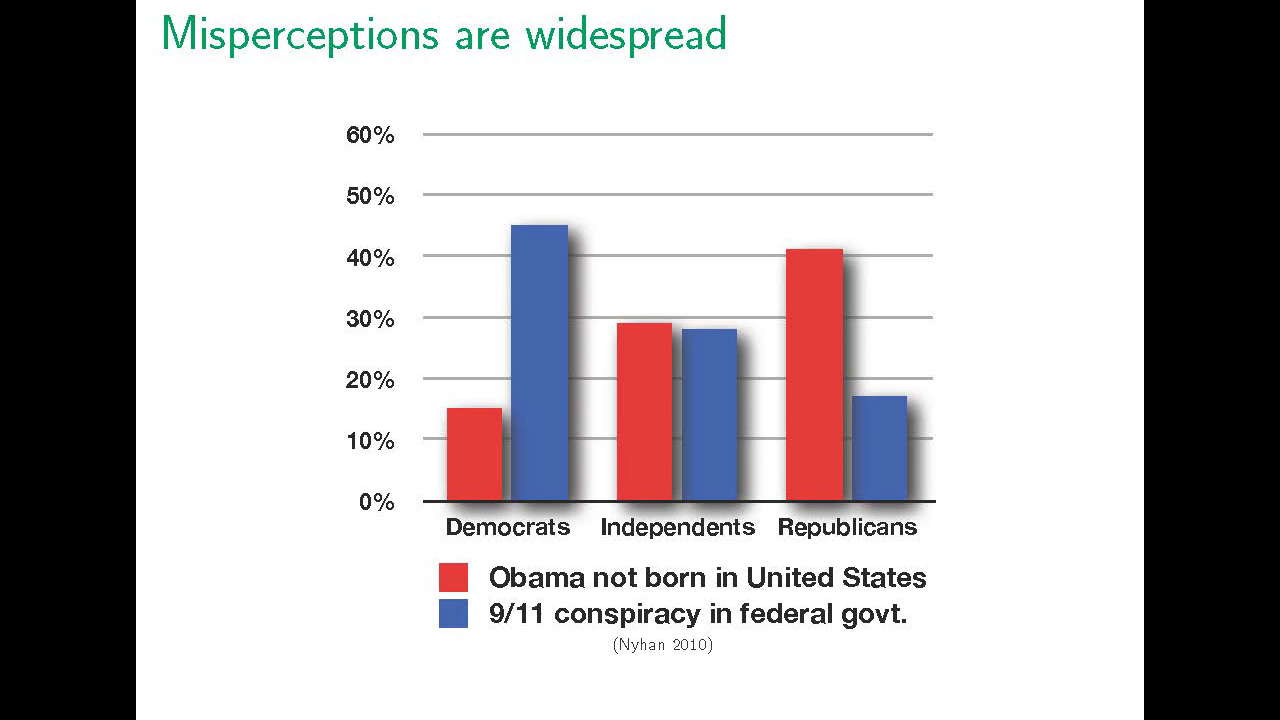 Misperceptions are widespread
60%
50%
40%
30%
20%
10%
0%
Democrats Independents Republicans
Obama not born in United States
9/11 conspiracy in federal govt.
(Nyhan 2010)